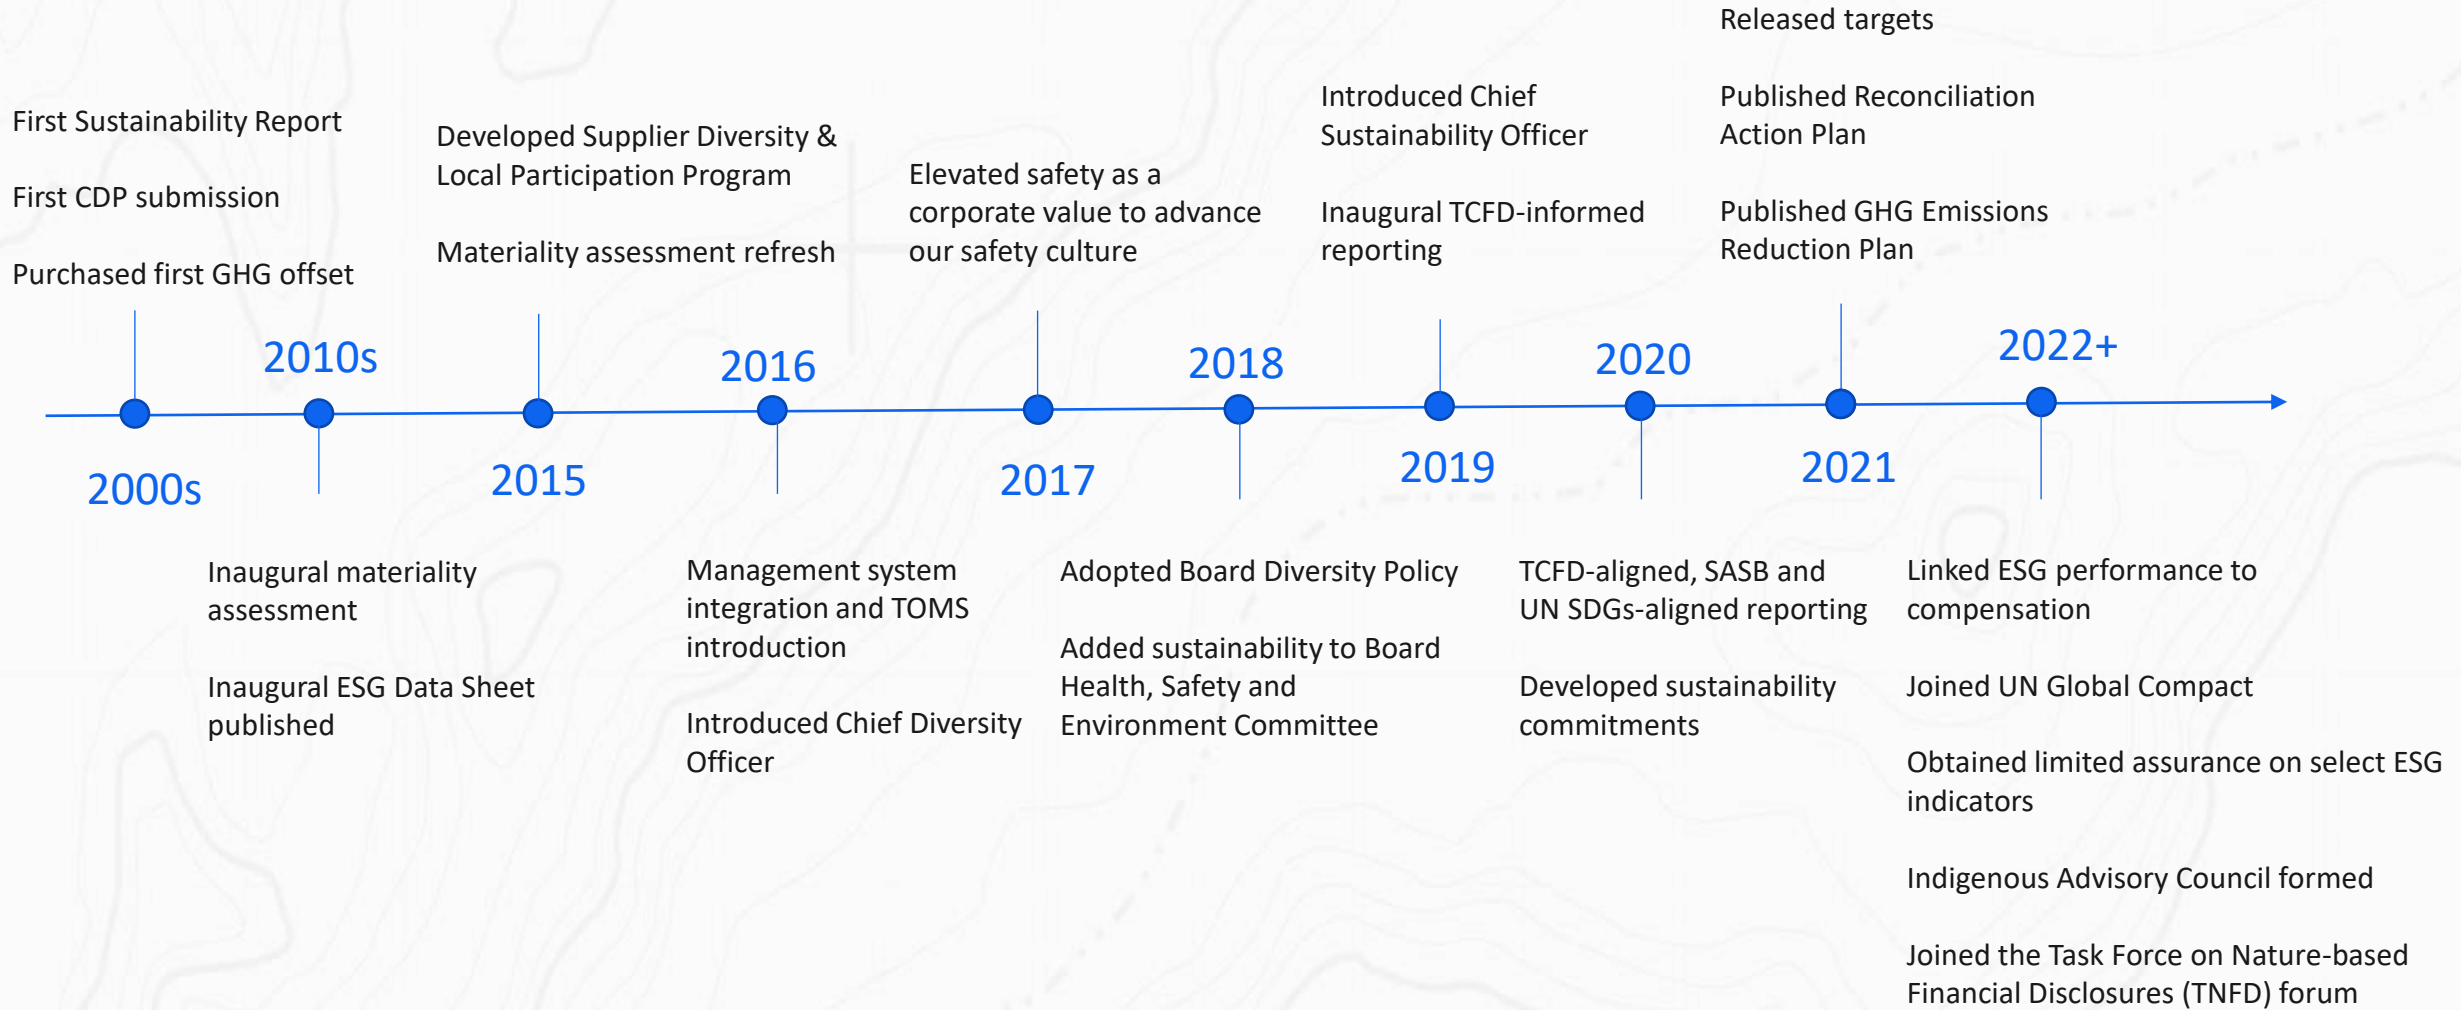 First Sustainability Report
First CDP submission
Purchased first GHG offset
2000s
2010s
Inaugural materiality
assessment
Inaugural ESG Data Sheet
published
Developed Supplier Diversity &
Local Participation Program
Materiality assessment refresh
2015
2016
Management system
integration and TOMS
introduction
Introduced Chief Diversity
Officer
Elevated safety as a
corporate value to advance
our safety culture
2017
2018
Adopted Board Diversity Policy
Added sustainability to Board
Health, Safety and
Environment Committee
Introduced Chief
Sustainability Officer
Inaugural TCFD-informed
reporting
2019
2020
TCFD-aligned, SASB and
UN SDGs-aligned reporting
Developed sustainability
commitments
Released targets
Published Reconciliation
Action Plan
Published GHG Emissions
Reduction Plan
2021
2022+
Linked ESG performance to
compensation
Joined UN Global Compact
Obtained limited assurance on select ESG
indicators
Indigenous Advisory Council formed
Joined the Task Force on Nature-based
Financial Disclosures (TNFD) forum